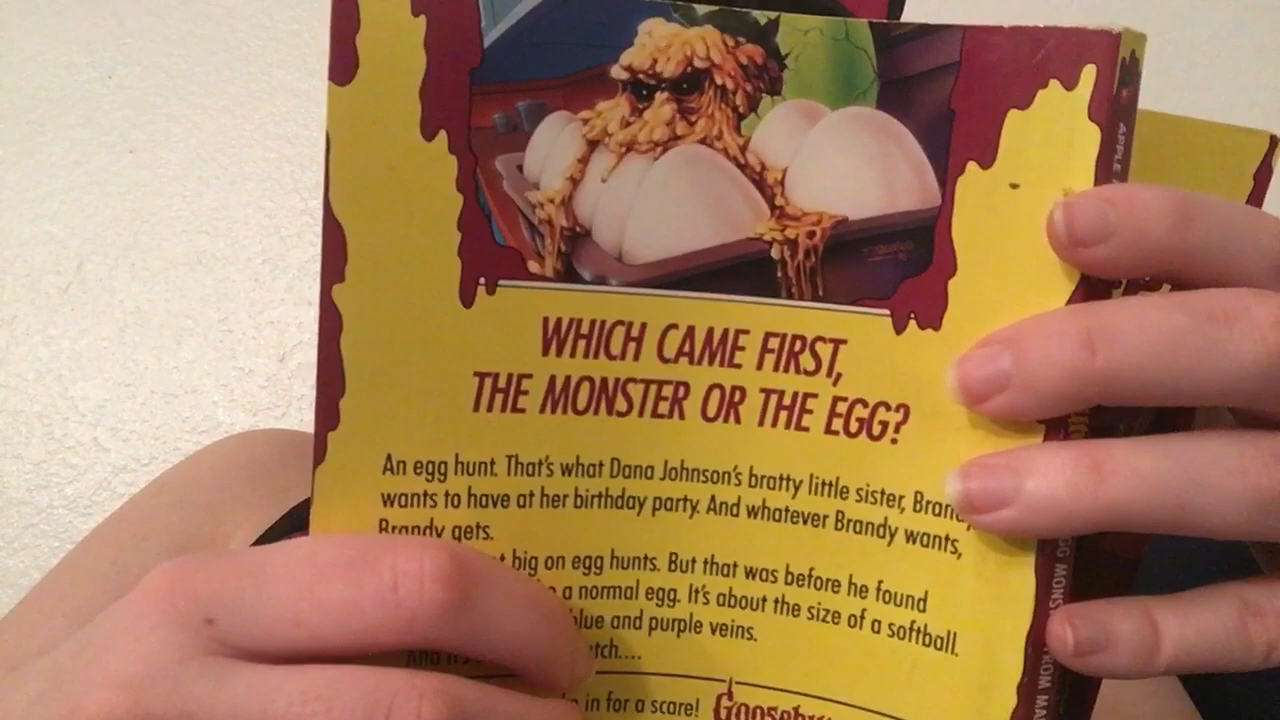 WHICH CAME FIRST,
THE MONSTER OR THE EGG?
An egg hunt. That's what Dana Johnson's bratty little sister,
wants to have at her birthday party. And whatever Brandy wants,
Brandy gets.
big on egg hunts. But that was before he found
a normal egg. It's about the size of a softball.
blue and purple veins.
in for a scare!
APPLE
EGG